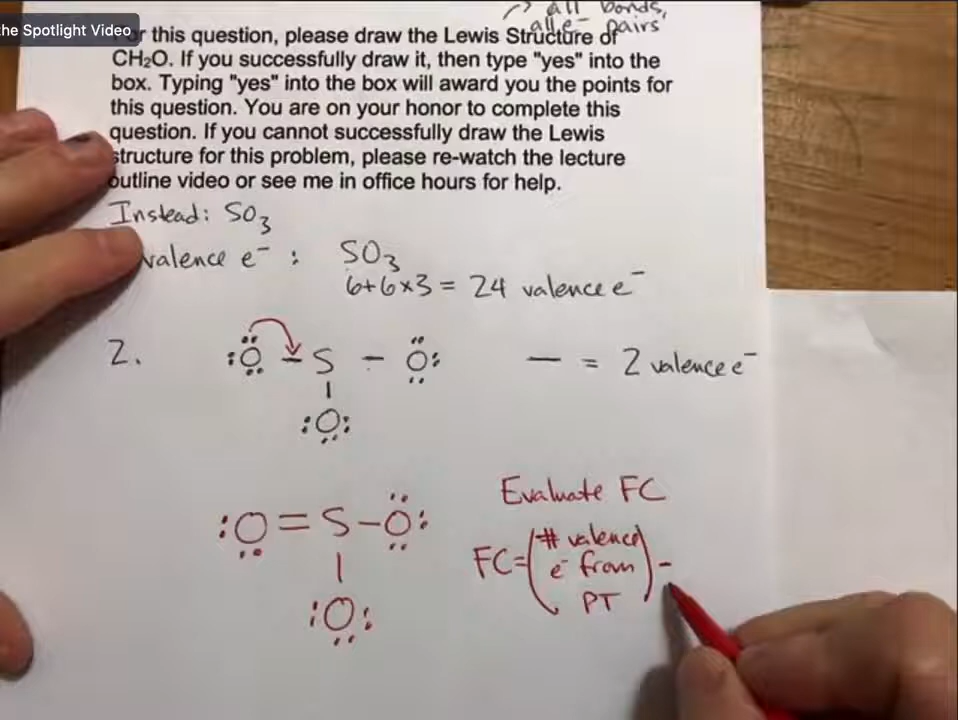 the Spotlight Video
all bonds,
all e⁻ pairs
r this question, please draw the Lewis Structure of
CH₂O. If you successfully draw it, then type "yes" into the
box. Typing "yes" into the box will award you the points for
this question. You are on your honor to complete this
question. If you cannot successfully draw the Lewis
structure for this problem, please re-watch the lecture
outline video or see me in office hours for help.
Instead: SO₃
valence e⁻ : SO₃
6+6×3 = 24 valence e⁻
2. :O - S - O: — = 2 valence e⁻
:O:
Evaluate FC
:O = S - O:
FC = (# valence e⁻ from PT) -
:O: